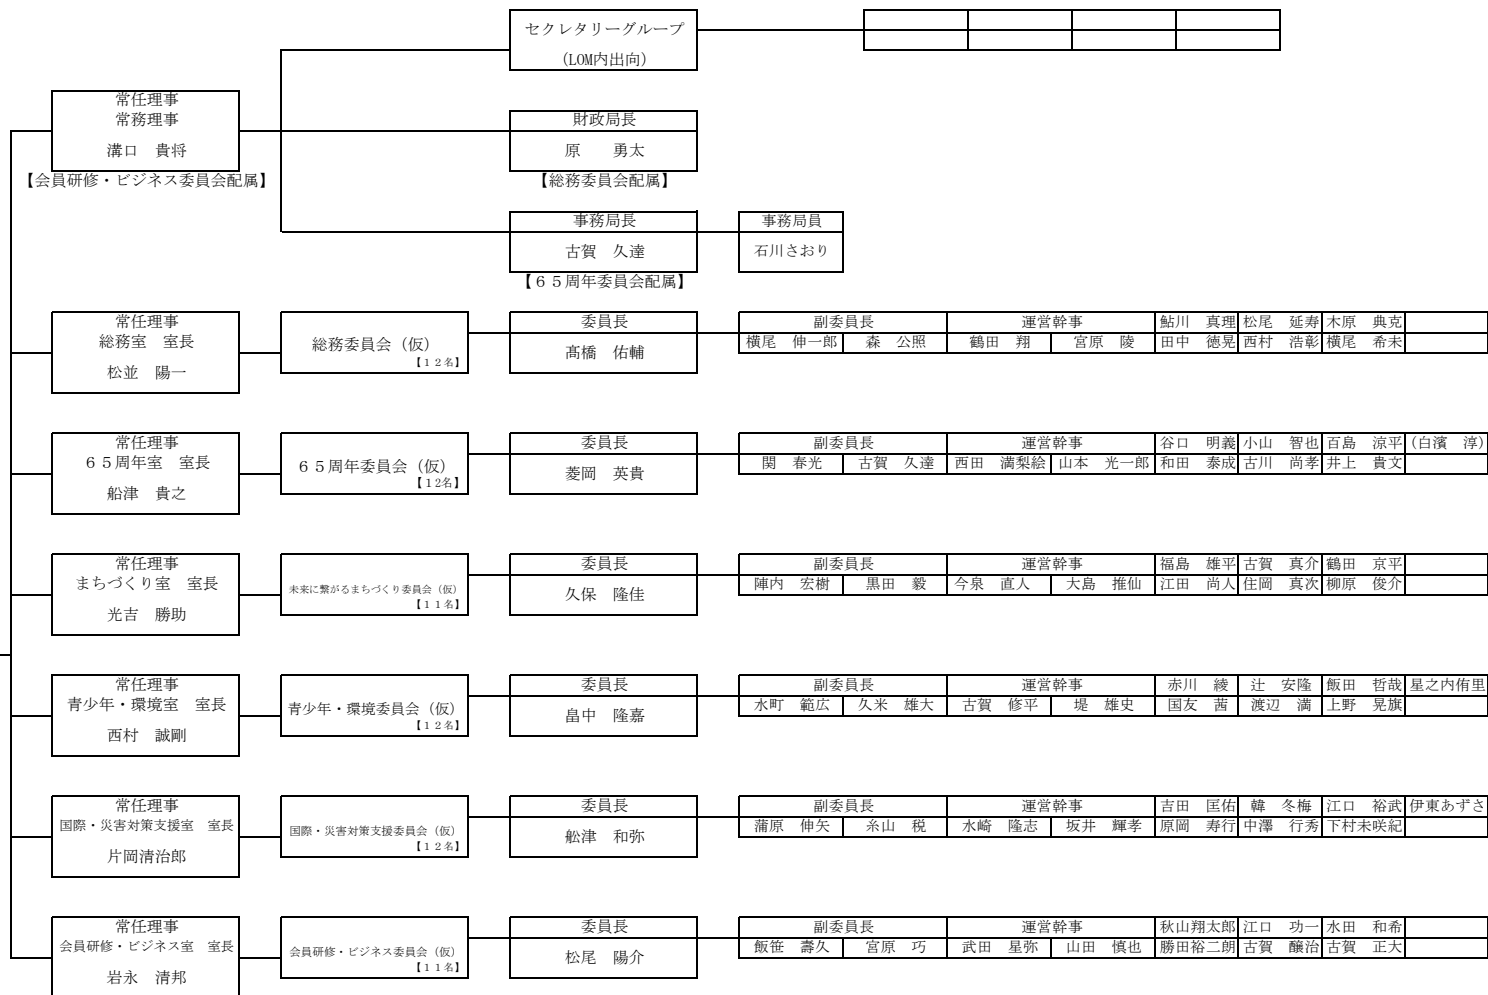 セクレタリーグループ
(LOM内出向)
常任理事
常務理事
溝口　貴将
【会員研修・ビジネス委員会配属】
財政局長
原　　勇太
【総務委員会配属】
事務局長
古賀　久達
【６５周年委員会配属】
事務局員
石川さおり
常任理事
総務室　室長
松並　陽一
総務委員会（仮）
【１２名】
委員長
髙橋　佑輔
副委員長 運営幹事 鮎川　真理 松尾　延寿 木原　典克
横尾　伸一郎 森　公照 鶴田　翔 宮原　陵 田中　徳晃 西村　浩彰 横尾　希未
常任理事
６５周年室　室長
船津　貴之
６５周年委員会（仮）
【12名】
委員長
菱岡　英貴
副委員長 運営幹事 谷口　明義 小山　智也 百島　涼平 (白濱　淳)
関　春光 古賀　久達 西田　満梨絵 山本　光一郎 和田　泰成 古川　尚孝 井上　貴文
常任理事
まちづくり室　室長
光吉　勝助
未来に繋がるまちづくり委員会（仮）
【１１名】
委員長
久保　隆佳
副委員長 運営幹事 福島　雄平 古賀　真介 鶴田　京平
陣内　宏樹 黒田　毅 今泉　直人 大島　推仙 江田　尚人 住岡　真次 柳原　俊介
常任理事
青少年・環境室　室長
西村　誠剛
青少年・環境委員会（仮）
【１２名】
委員長
畠中　隆嘉
副委員長 運営幹事 赤川　綾 辻　安隆 飯田　哲哉 星之内侑里
水町　範広 久米　雄大 古賀　修平 堤　雄史 国友　茜 渡辺　満 上野　晃旗
常任理事
国際・災害対策支援室　室長
片岡清治郎
国際・災害対策支援委員会（仮）
【１２名】
委員長
舩津　和弥
副委員長 運営幹事 吉田　匡佑 韓　冬梅 江口　裕武 伊東あずさ
蒲原　伸矢 糸山　税 水崎　隆志 坂井　輝孝 原岡　寿行 中澤　行秀 下村未咲紀
常任理事
会員研修・ビジネス室　室長
岩永　清邦
会員研修・ビジネス委員会（仮）
【１１名】
委員長
松尾　陽介
副委員長 運営幹事 秋山翔太郎 江口　功一 水田　和希
飯笹　壽久 宮原　巧 武田　星弥 山田　慎也 勝田裕二朗 古賀　醸治 古賀　正大